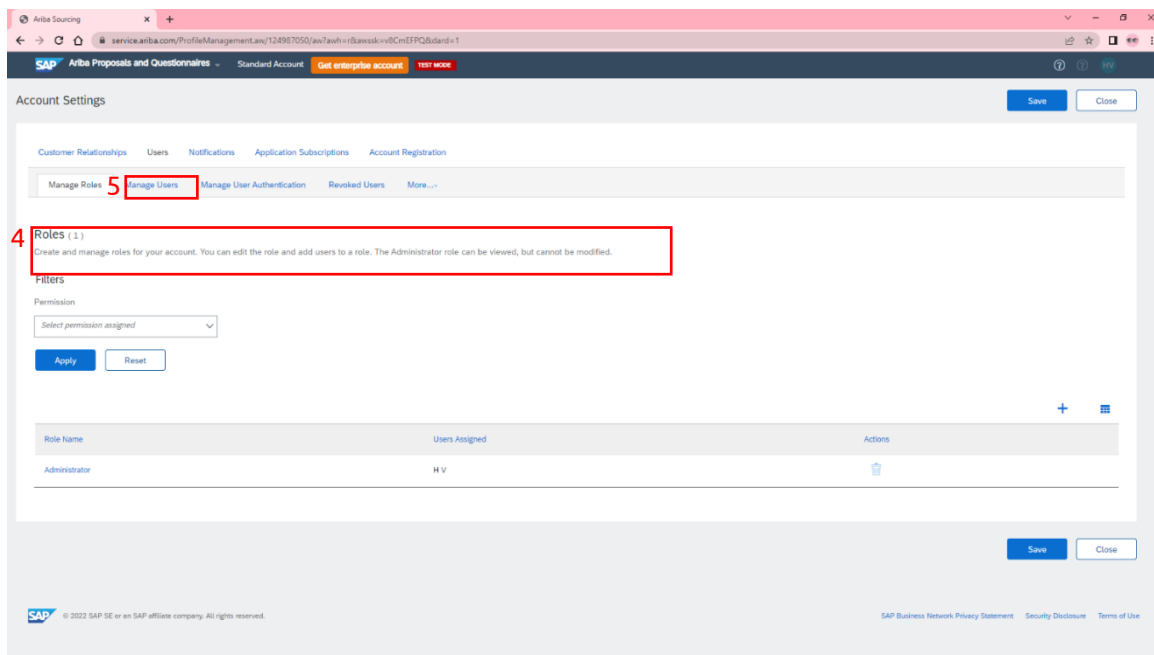 Ariba Sourcing
service.ariba.com/ProfileManagement.aw/124987050/aw?awh=r&awssk=v8CmEFPQ&dard=1
SAP Ariba Proposals and Questionnaires Standard Account Get enterprise account TEST MODE HV
Account Settings Save Close
Customer Relationships Users Notifications Application Subscriptions Account Registration
Manage Roles 5 Manage Users Manage User Authentication Revoked Users More...
4 Roles (1)
Create and manage roles for your account. You can edit the role and add users to a role. The Administrator role can be viewed, but cannot be modified.
Filters
Permission
Select permission assigned
Apply Reset
Role Name Users Assigned Actions
Administrator H V
Save Close
SAP © 2022 SAP SE or an SAP affiliate company. All rights reserved. SAP Business Network Privacy Statement Security Disclosure Terms of Use